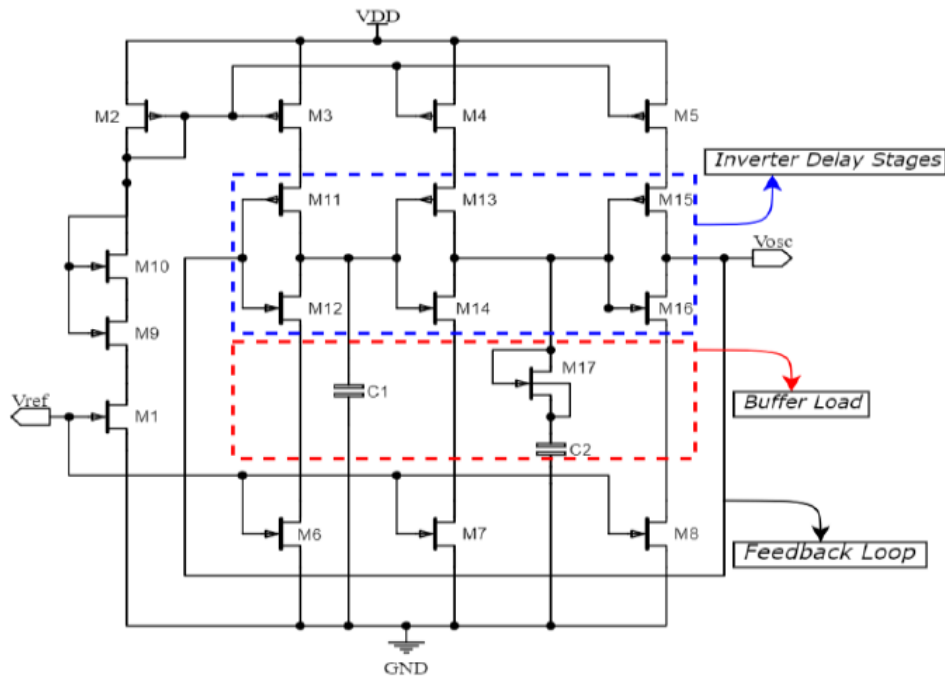 VDD
M2
M3
M4
M5
Inverter Delay Stages
M11
M13
M15
Vosc
M10
M12
M14
M16
M9
M17
Vref
M1
C1
Buffer Load
C2
M6
M7
M8
Feedback Loop
GND